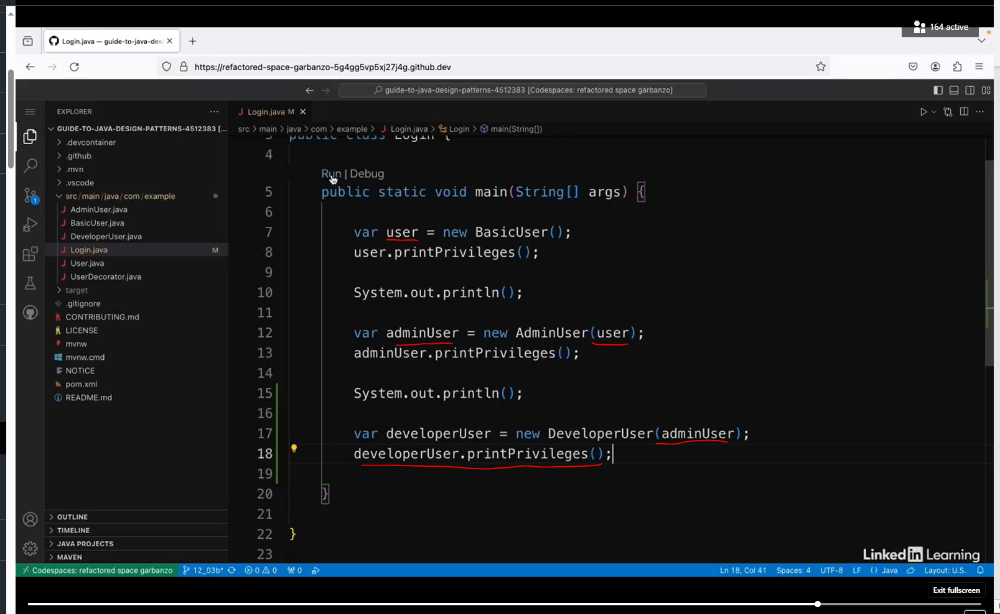 164 active
Login.java — guide-to-java-des
https://refactored-space-garbanzo-5g4gg5vp5xj27j4g.github.dev
guide-to-java-design-patterns-4512383 [Codespaces: refactored space garbanzo]
EXPLORER
GUIDE-TO-JAVA-DESIGN-PATTERNS-4512383 [...
.devcontainer
.github
.mvn
.vscode
src/main/java/com/example
J AdminUser.java
J BasicUser.java
J DeveloperUser.java
J Login.java M
J User.java
J UserDecorator.java
target
.gitignore
CONTRIBUTING.md
LICENSE
mvnw
mvnw.cmd
NOTICE
pom.xml
README.md
OUTLINE
TIMELINE
JAVA PROJECTS
MAVEN
J Login.java M
src > main > java > com > example > J Login.java > Login > main(String[])
3 public class Login {
4
Run | Debug
5 public static void main(String[] args) {
6
7 var user = new BasicUser();
8 user.printPrivileges();
9
10 System.out.println();
11
12 var adminUser = new AdminUser(user);
13 adminUser.printPrivileges();
14
15 System.out.println();
16
17 var developerUser = new DeveloperUser(adminUser);
18 developerUser.printPrivileges();
19
20 }
21
22 }
23
LinkedIn Learning
Codespaces: refactored space garbanzo 12_03b* 0 0 0 Ln 18, Col 41 Spaces: 4 UTF-8 LF {} Java Layout: U.S.
1
Exit fullscreen